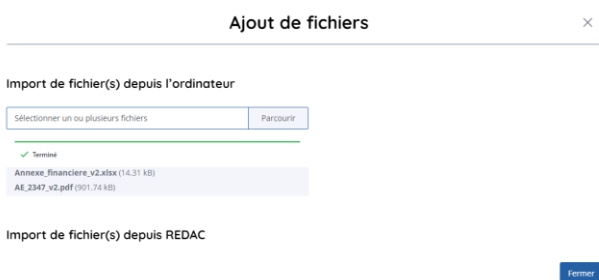 Ajout de fichiers
Import de fichier(s) depuis l'ordinateur
Sélectionner un ou plusieurs fichiers Parcourir
Terminé
Annexe_financiere_v2.xlsx (14.31 kB)
AE_2347_v2.pdf (901.74 kB)
Import de fichier(s) depuis REDAC
Fermer